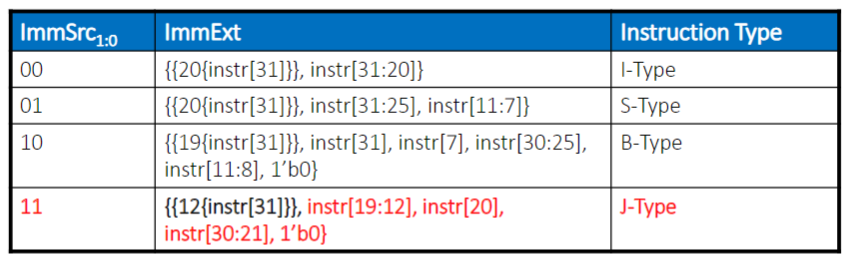 ImmSrc1:0 ImmExt Instruction Type
00 {{20{instr[31]}}, instr[31:20]} I-Type
01 {{20{instr[31]}}, instr[31:25], instr[11:7]} S-Type
10 {{19{instr[31]}}, instr[31], instr[7], instr[30:25], B-Type
instr[11:8], 1’b0}
11 {{12{instr[31]}}, instr[19:12], instr[20], J-Type
instr[30:21], 1’b0}